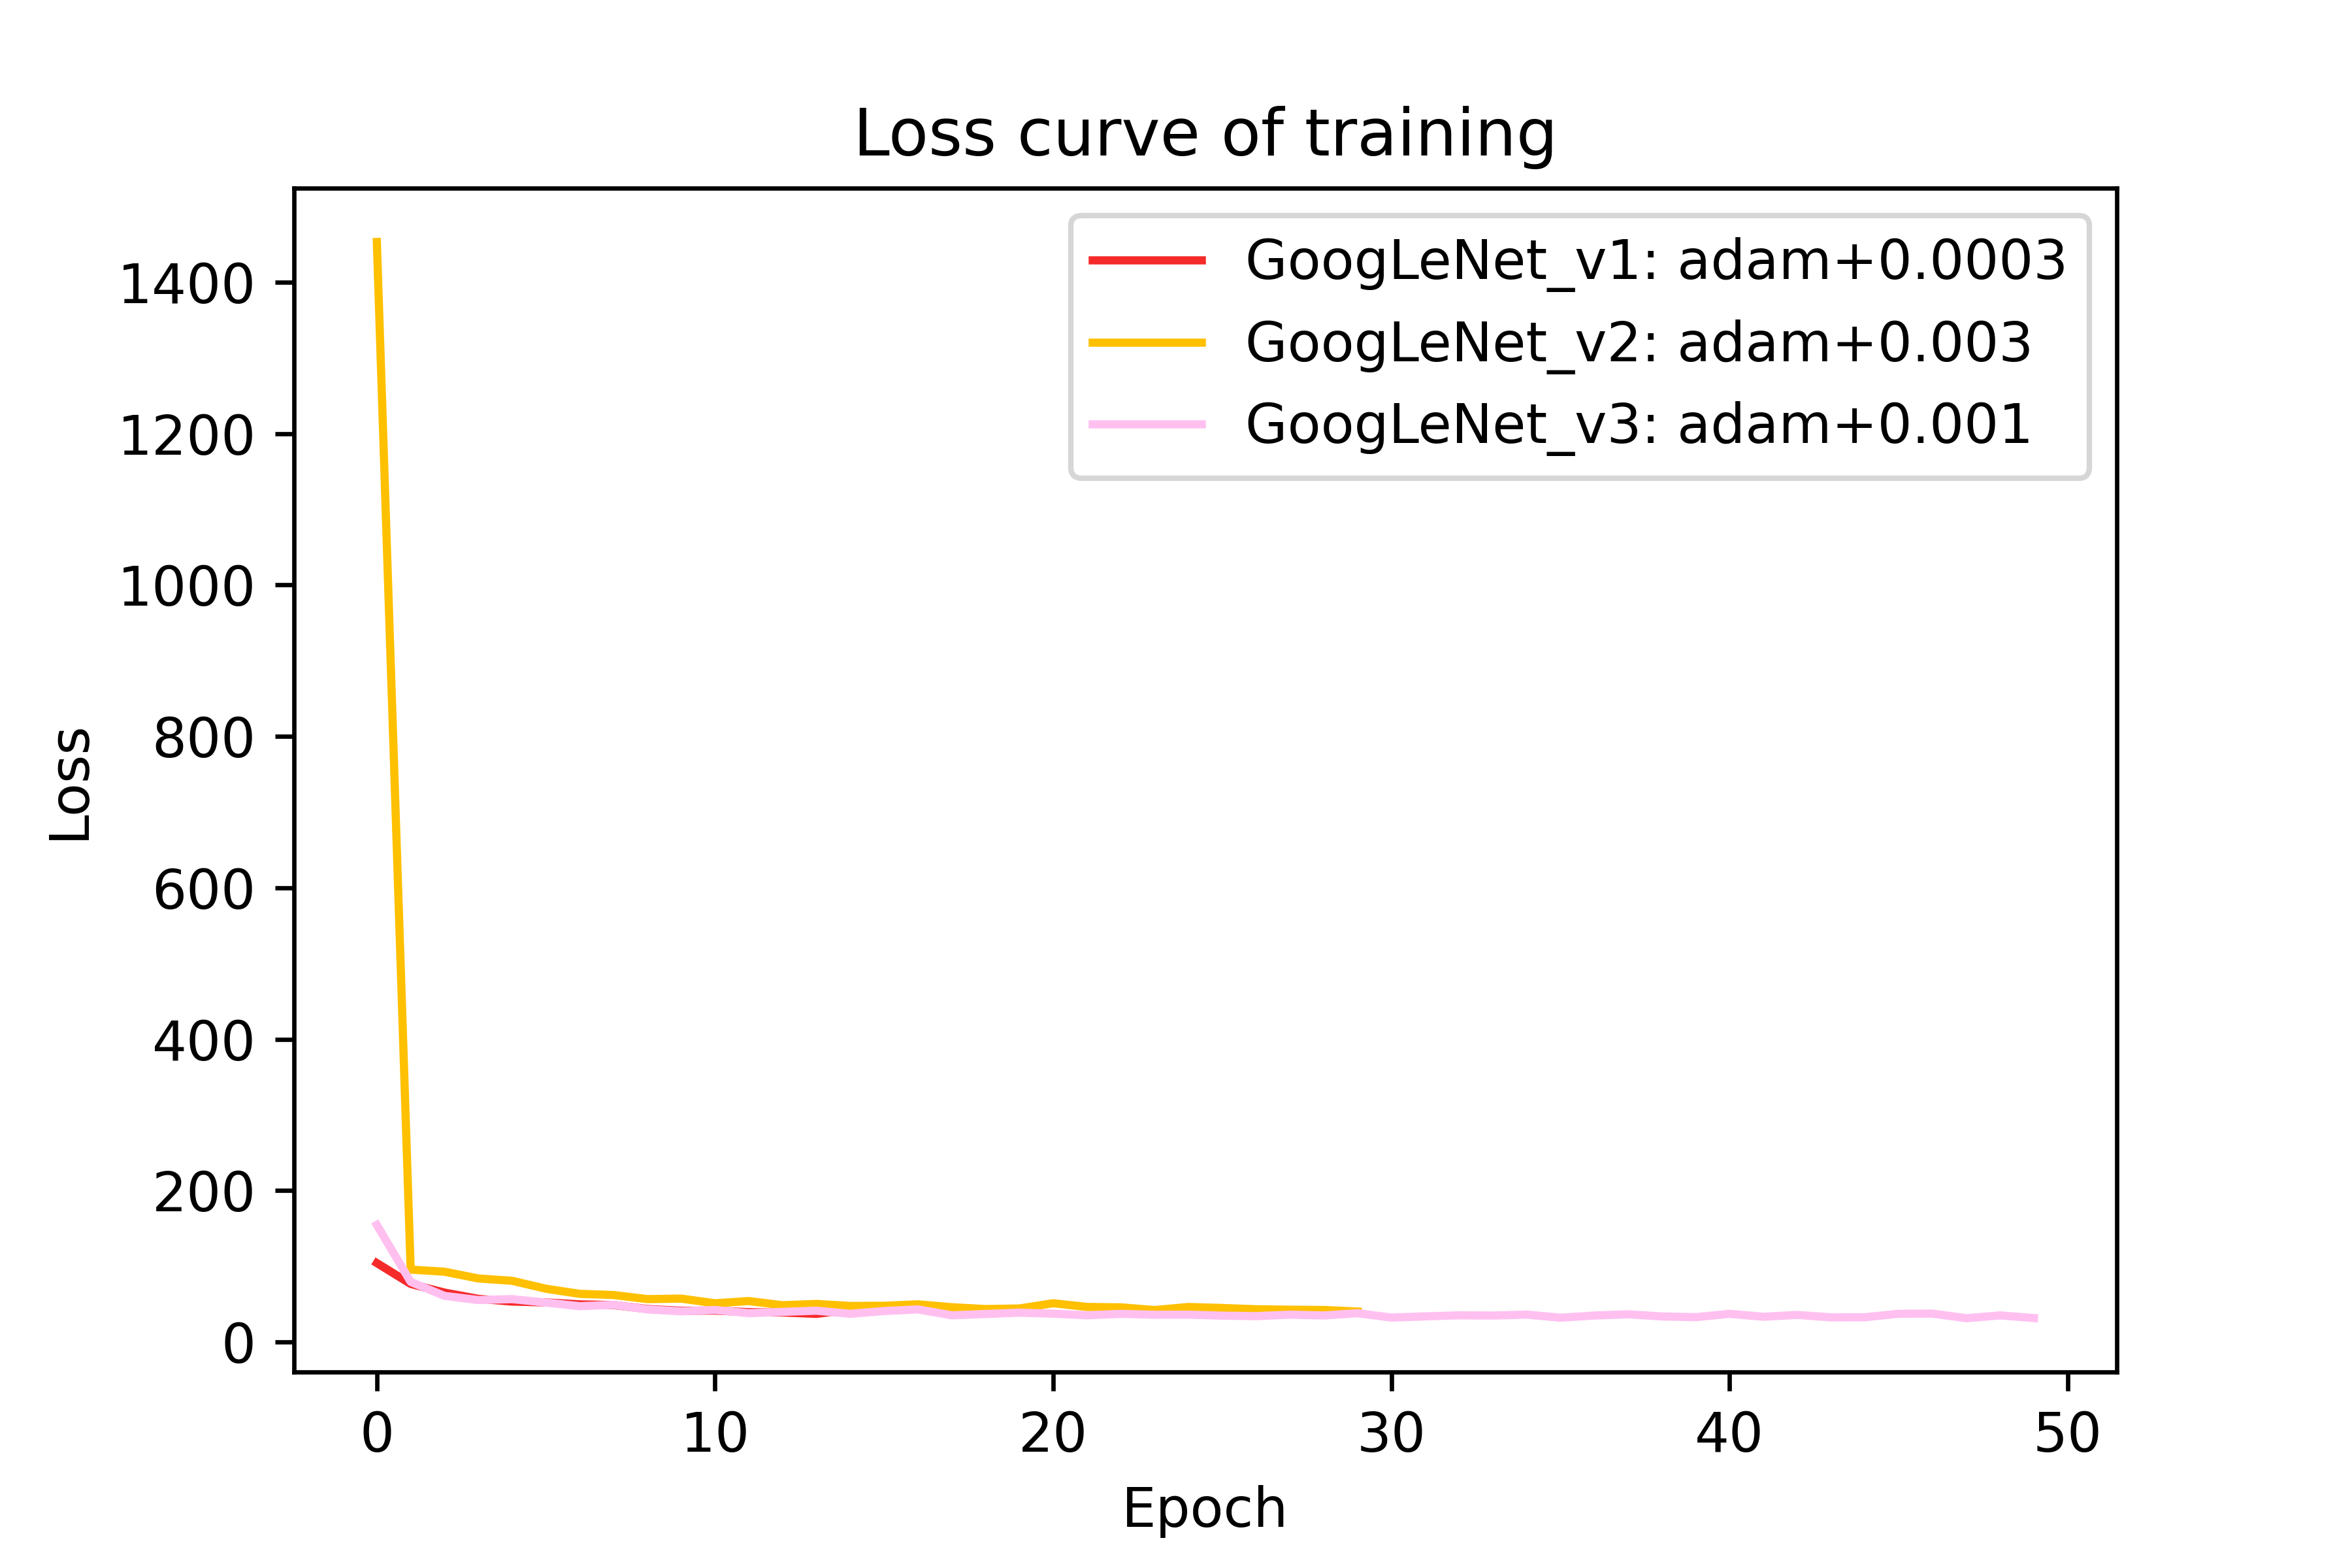 Loss curve of training
GoogLeNet_v1: adam+0.0003
GoogLeNet_v2: adam+0.003
GoogLeNet_v3: adam+0.001
1400
1200
1000
800
600
400
200
0
Loss
0 10 20 30 40 50
Epoch